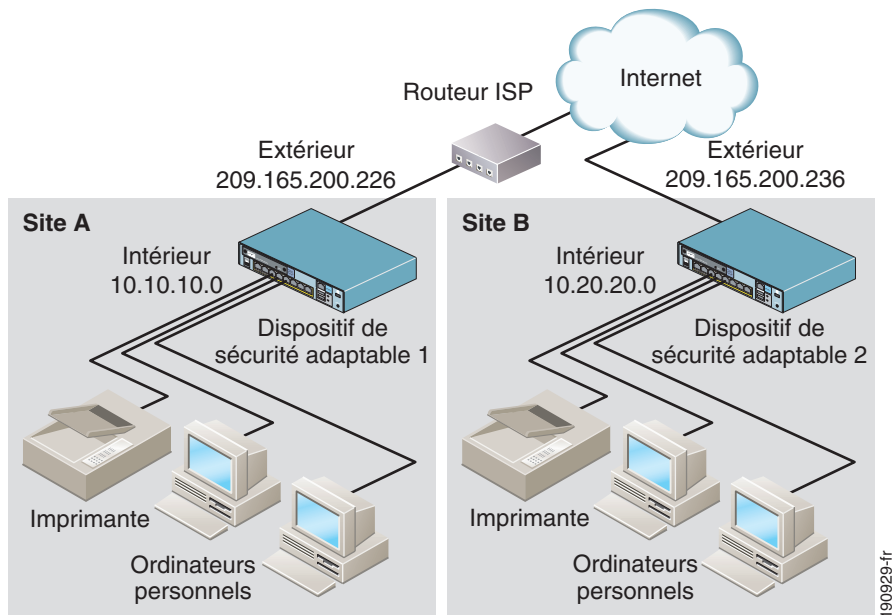 Internet
Routeur ISP
Extérieur
209.165.200.226
Extérieur
209.165.200.236
Site A
Intérieur
10.10.10.0
Dispositif de
sécurité adaptable 1
Imprimante
Ordinateurs
personnels
Site B
Intérieur
10.20.20.0
Dispositif de
sécurité adaptable 2
Imprimante
Ordinateurs
personnels
190929-fr